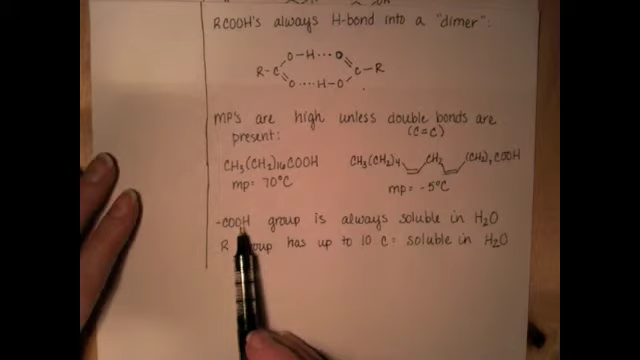 RCOOH's always H-bond into a "dimer":
O-H···O
R-C C-R
O···H-O
MP's are high unless double bonds are
present: (C=C)
CH₃(CH₂)₁₆COOH CH₃(CH₂)₄ CH₂ (CH₂)₇COOH
mp= 70°C mp= -5°C
-COOH group is always soluble in H₂O
R group has up to 10 C: soluble in H₂O